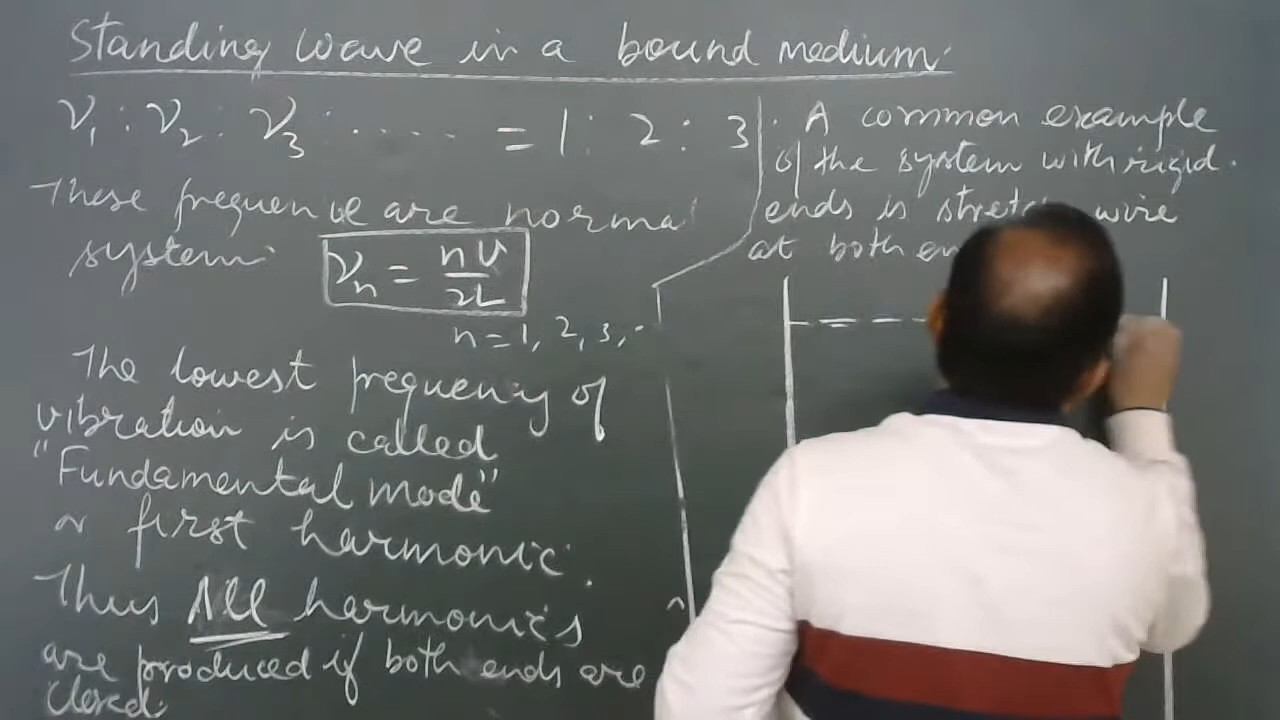 Standing wave in a bound medium.
ν₁ : ν₂ : ν₃ : ..... = 1 : 2 : 3
These are normal
system.
νn = nv/2L
n = 1, 2, 3, ..
The lowest frequency of
vibration is called
"Fundamental mode"
or first harmonic.
Thus All harmonics
are produced if both ends are
closed.
A common example
of the system with rigid
ends is wire
at both